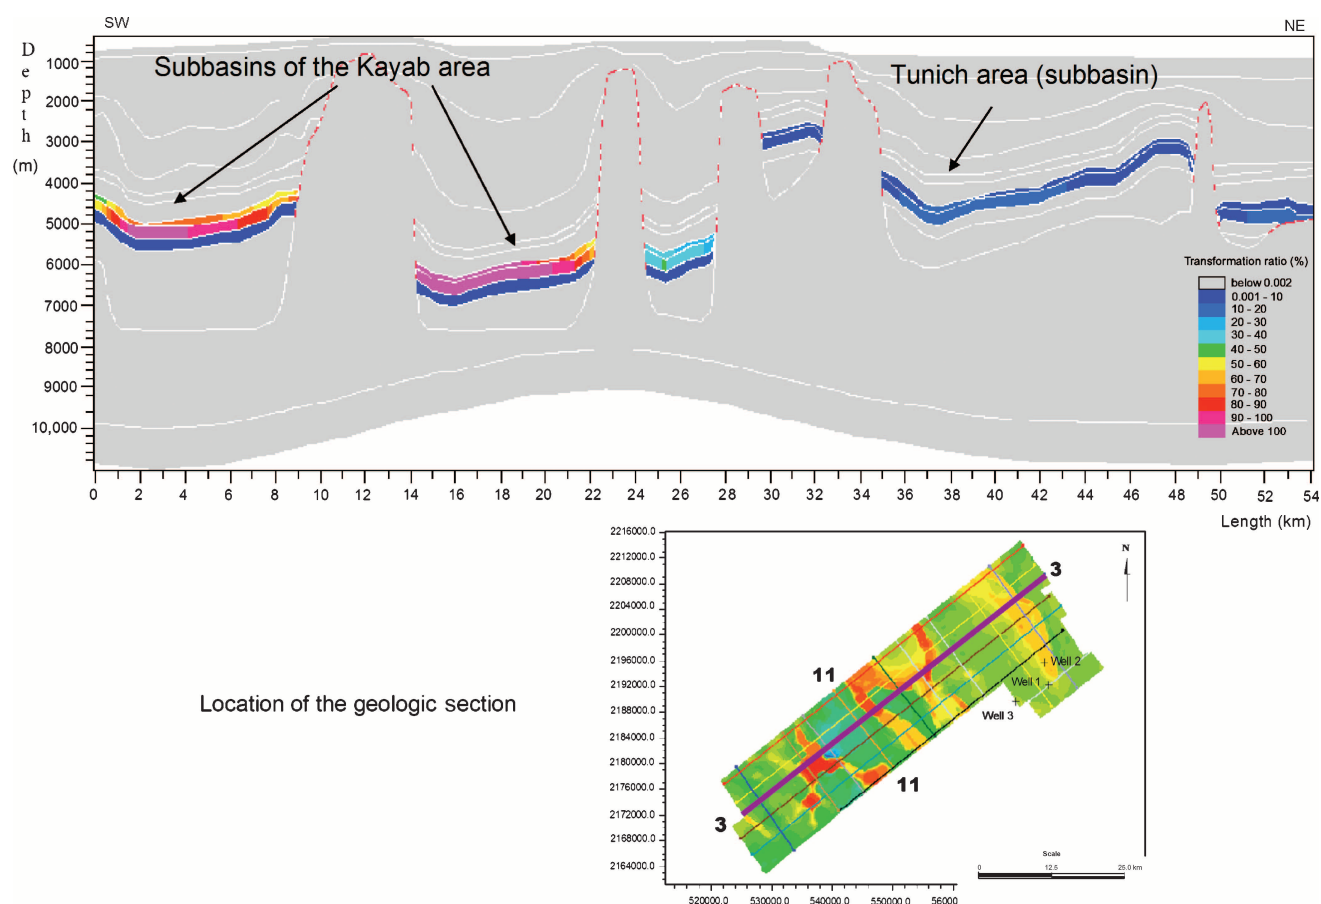 SW
NE
Depth
(m)
Subbasins of the Kayab area
Tunich area (subbasin)
1000
2000
3000
4000
5000
6000
7000
8000
9000
10,000
Transformation ratio (%)
below 0.002
0.001 - 10
10 - 20
20 - 30
30 - 40
40 - 50
50 - 60
60 - 70
70 - 80
80 - 90
90 - 100
Above 100
0 2 4 6 8 10 12 14 16 18 20 22 24 26 28 30 32 34 36 38 40 42 44 46 48 50 52 54
Length (km)
Location of the geologic section
2216000.0
2212000.0
2208000.0
2204000.0
2200000.0
2196000.0
2192000.0
2188000.0
2184000.0
2180000.0
2176000.0
2172000.0
2168000.0
2164000.0
N
3
11
Well 2
Well 1
Well 3
11
3
Scale
0 12.5 25.0 km
520000.0 530000.0 540000.0 550000.0 56000